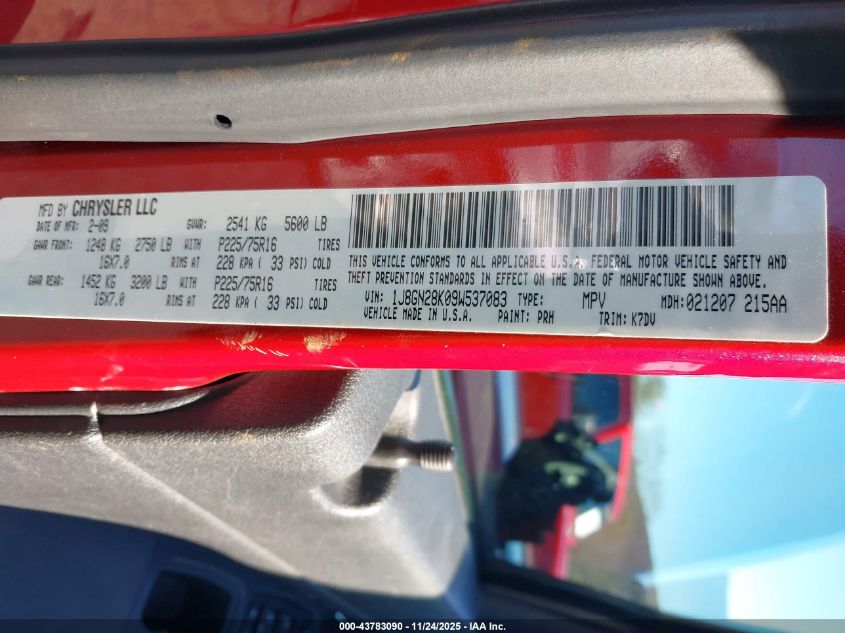 MFD BY CHRYSLER LLC
DATE OF MFR: 2-09 GVWR: 2541 KG 5600 LB
GAWR FRONT: 1248 KG 2750 LB WITH P225/75R16 TIRES
16X7.0 RIMS AT 228 KPA ( 33 PSI) COLD
GAWR REAR: 1452 KG 3200 LB WITH P225/75R16 TIRES
16X7.0 RIMS AT 228 KPA ( 33 PSI) COLD
THIS VEHICLE CONFORMS TO ALL APPLICABLE U.S.A. FEDERAL MOTOR VEHICLE SAFETY AND
THEFT PREVENTION STANDARDS IN EFFECT ON THE DATE OF MANUFACTURE SHOWN ABOVE.
VIN: 1J8GN28K09W537083 TYPE: MPV MDH: 021207 215AA
VEHICLE MADE IN U.S.A. PAINT: PRH TRIM: K7DV
000-43783090 - 11/24/2025 - IAA Inc.